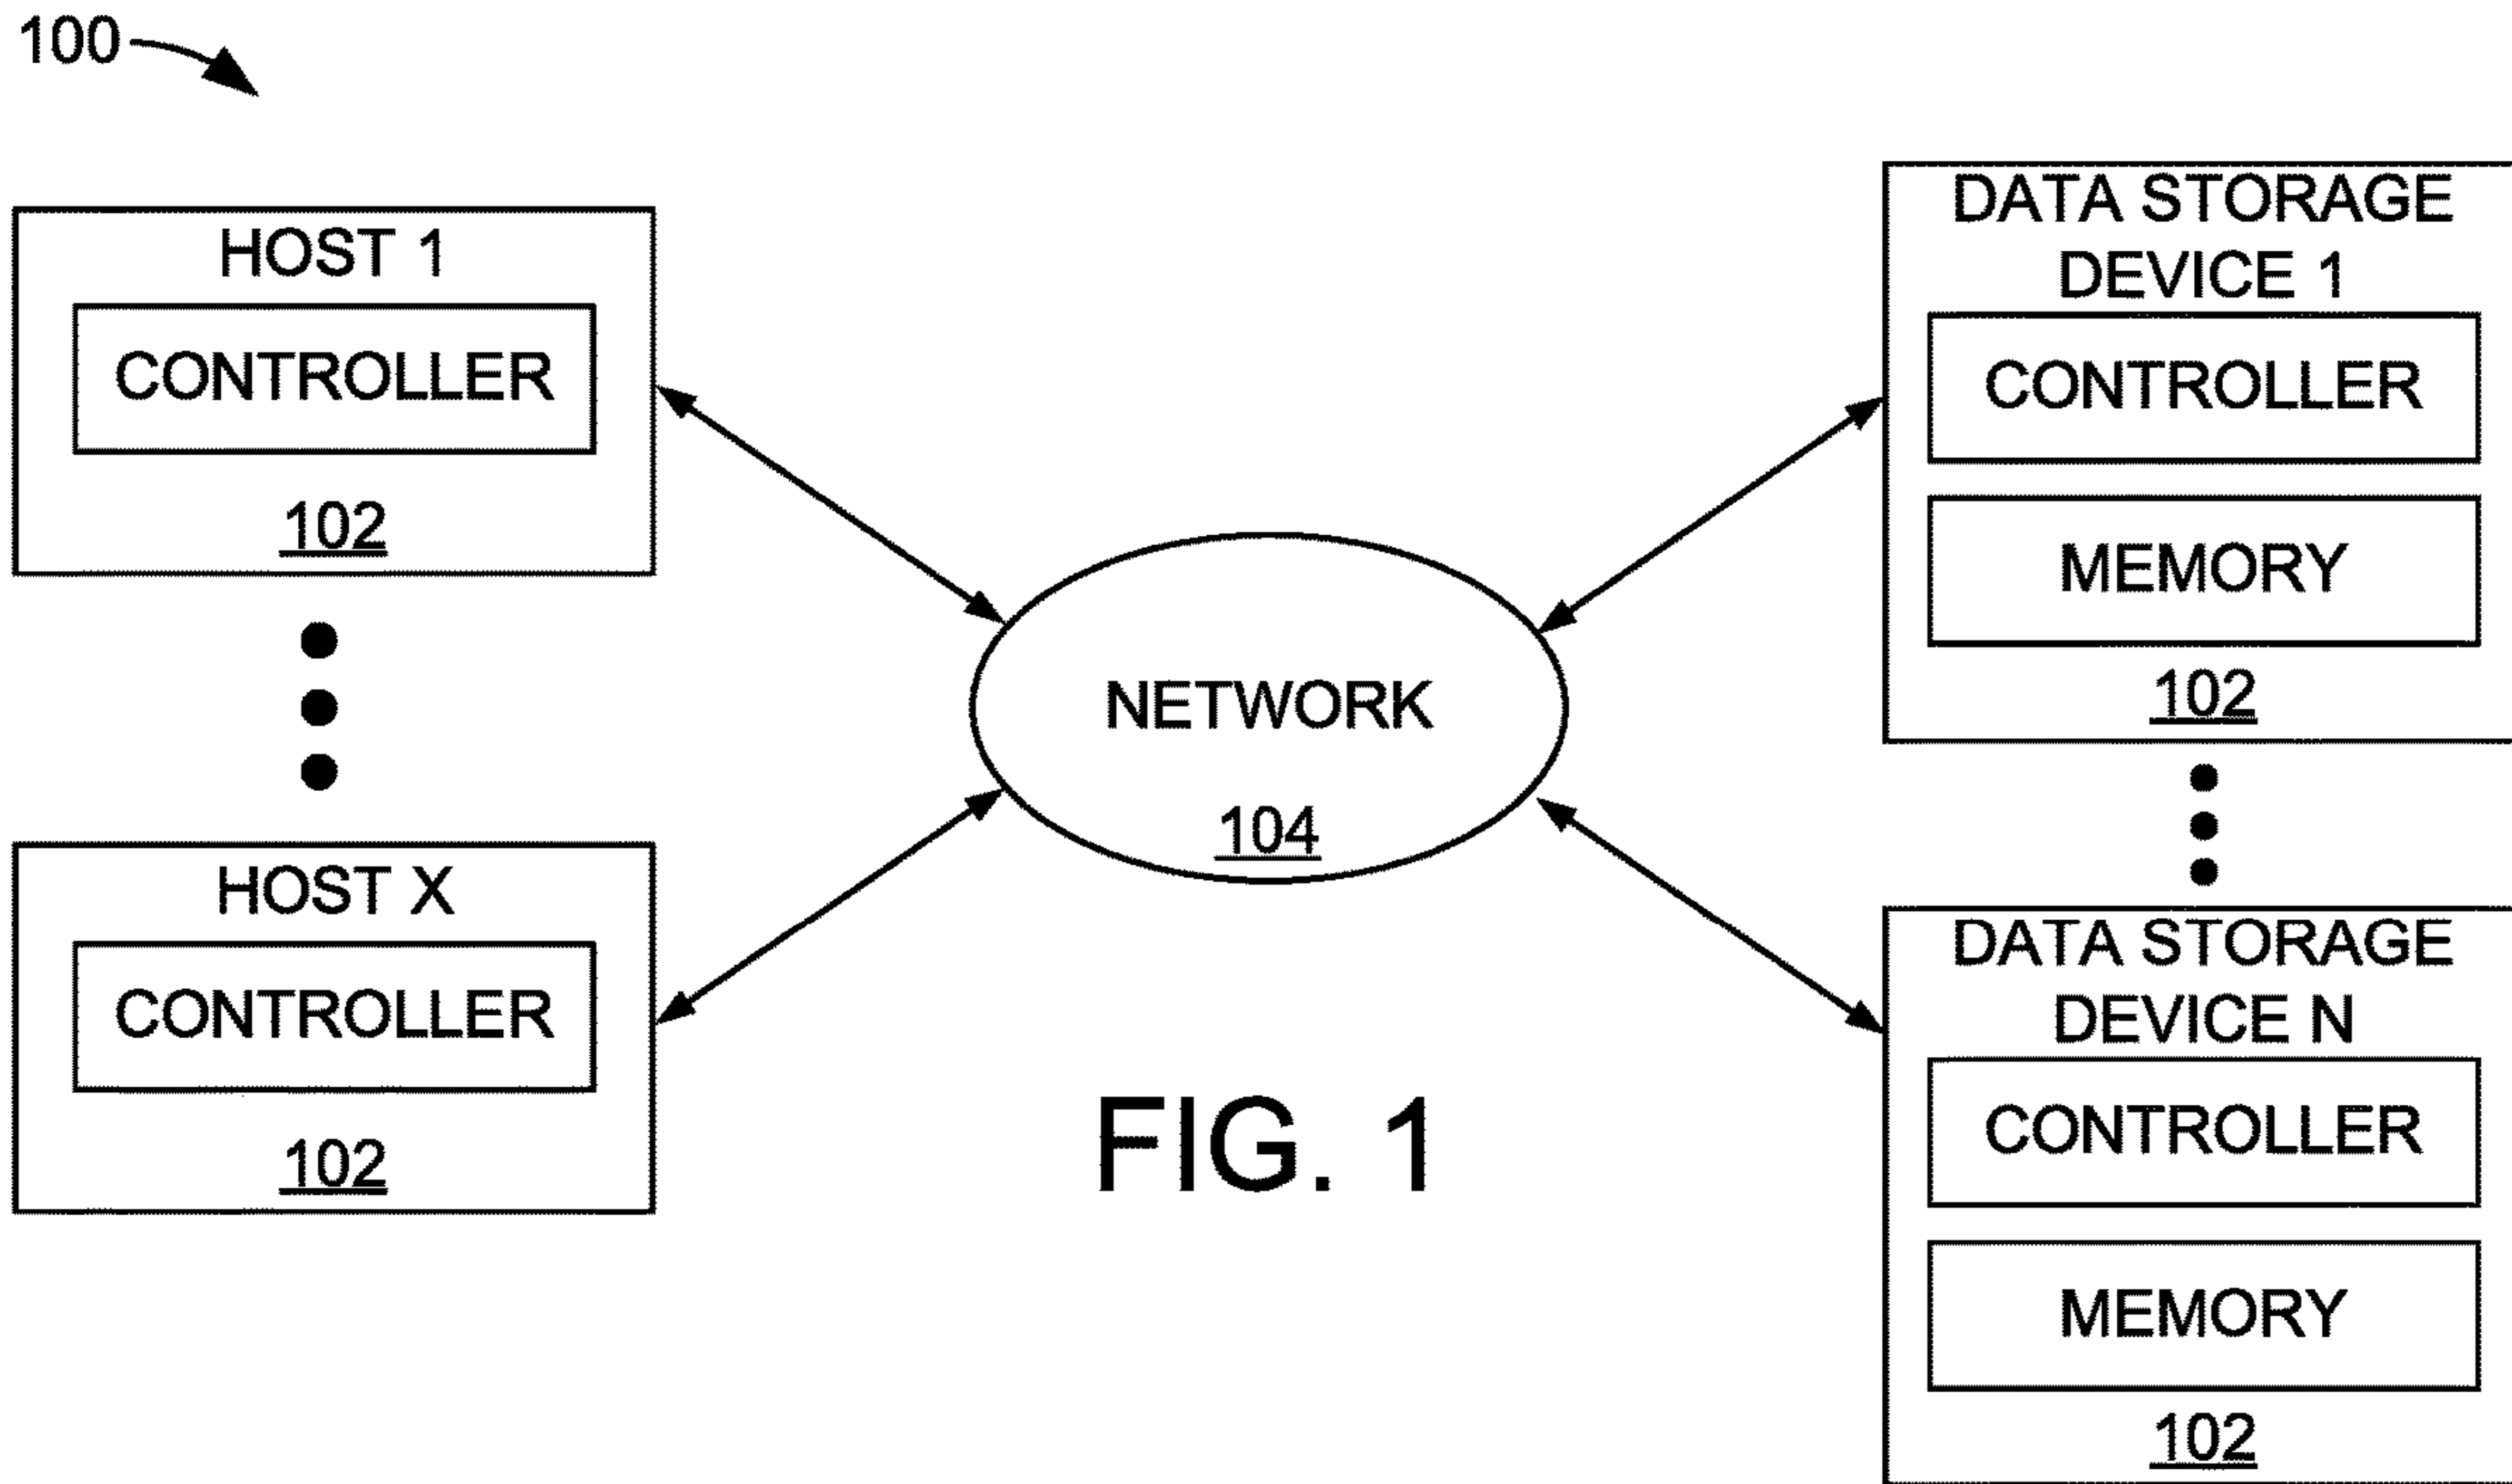 100
HOST 1
CONTROLLER
102
HOST X
CONTROLLER
102
NETWORK
104
DATA STORAGE
DEVICE 1
CONTROLLER
MEMORY
102
DATA STORAGE
DEVICE N
CONTROLLER
MEMORY
102
FIG. 1